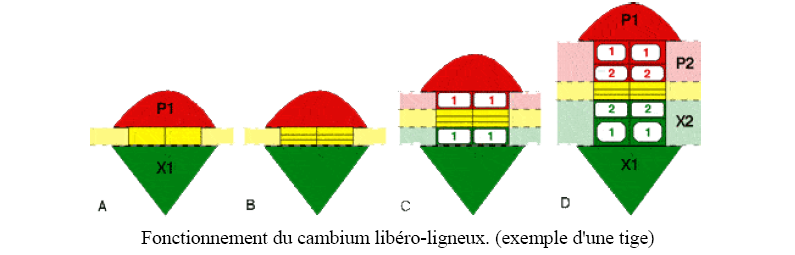 P1
X1
A
B
1 1
1 1
C
P1
1 1
2 2
P2
2 2
1 1
X2
X1
D
Fonctionnement du cambium libéro-ligneux. (exemple d'une tige)